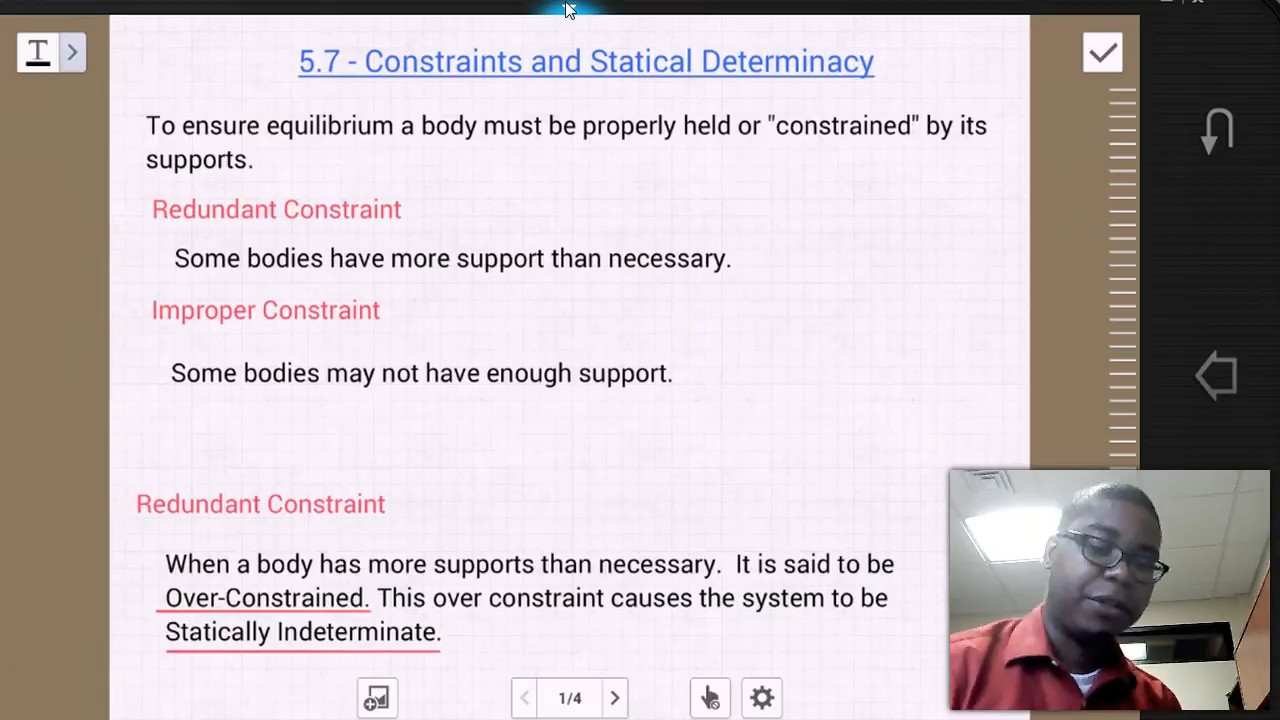 T
5.7 - Constraints and Statical Determinacy
To ensure equilibrium a body must be properly held or "constrained" by its
supports.
Redundant Constraint
Some bodies have more support than necessary.
Improper Constraint
Some bodies may not have enough support.
Redundant Constraint
When a body has more supports than necessary.  It is said to be
Over-Constrained. This over constraint causes the system to be
Statically Indeterminate.
1/4